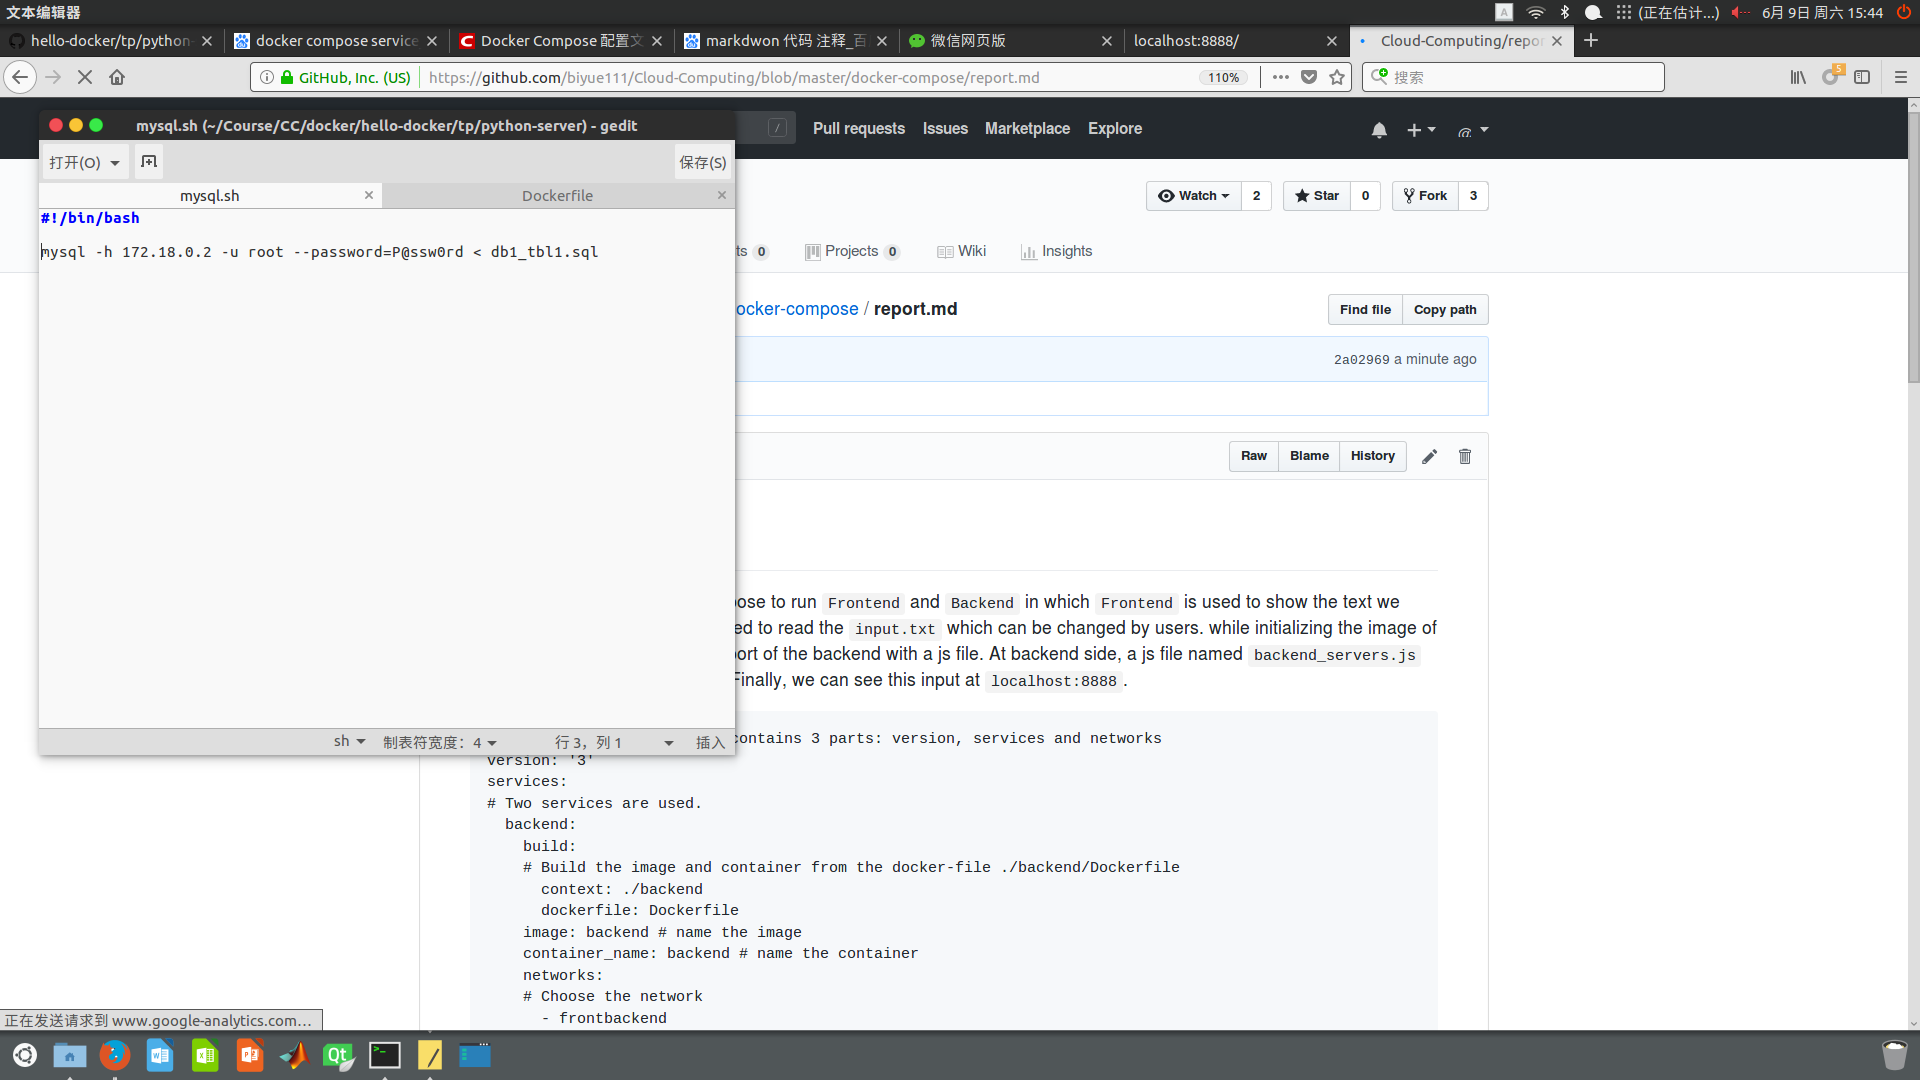 文本编辑器
A
(正在估计...)
6月 9日 周六 15:44
hello-docker/tp/python-
docker compose service
Docker Compose 配置文
markdwon 代码 注释_百
微信网页版
localhost:8888/
Cloud-Computing/repor
GitHub, Inc. (US)
https://github.com/biyue111/Cloud-Computing/blob/master/docker-compose/report.md
110%
搜索
5
mysql.sh (~/Course/CC/docker/hello-docker/tp/python-server) - gedit
/
Pull requests
Issues
Marketplace
Explore
打开(O)
保存(S)
mysql.sh
Dockerfile
#!/bin/bash
mysql -h 172.18.0.2 -u root --password=P@ssw0rd < db1_tbl1.sql
sh
制表符宽度： 4
行 3，列 1
插入
Watch
2
Star
0
Fork
3
ts 0
Projects 0
Wiki
Insights
ocker-compose / report.md
Find file
Copy path
2a02969 a minute ago
Raw
Blame
History
ose to run Frontend and Backend in which Frontend is used to show the text we
ed to read the input.txt which can be changed by users. while initializing the image of
ort of the backend with a js file. At backend side, a js file named backend_servers.js
Finally, we can see this input at localhost:8888 .
contains 3 parts: version, services and networks
version: '3'
services:
# Two services are used.
backend:
build:
# Build the image and container from the docker-file ./backend/Dockerfile
context: ./backend
dockerfile: Dockerfile
image: backend # name the image
container_name: backend # name the container
networks:
# Choose the network
- frontbackend
正在发送请求到 www.google-analytics.com…
Qt